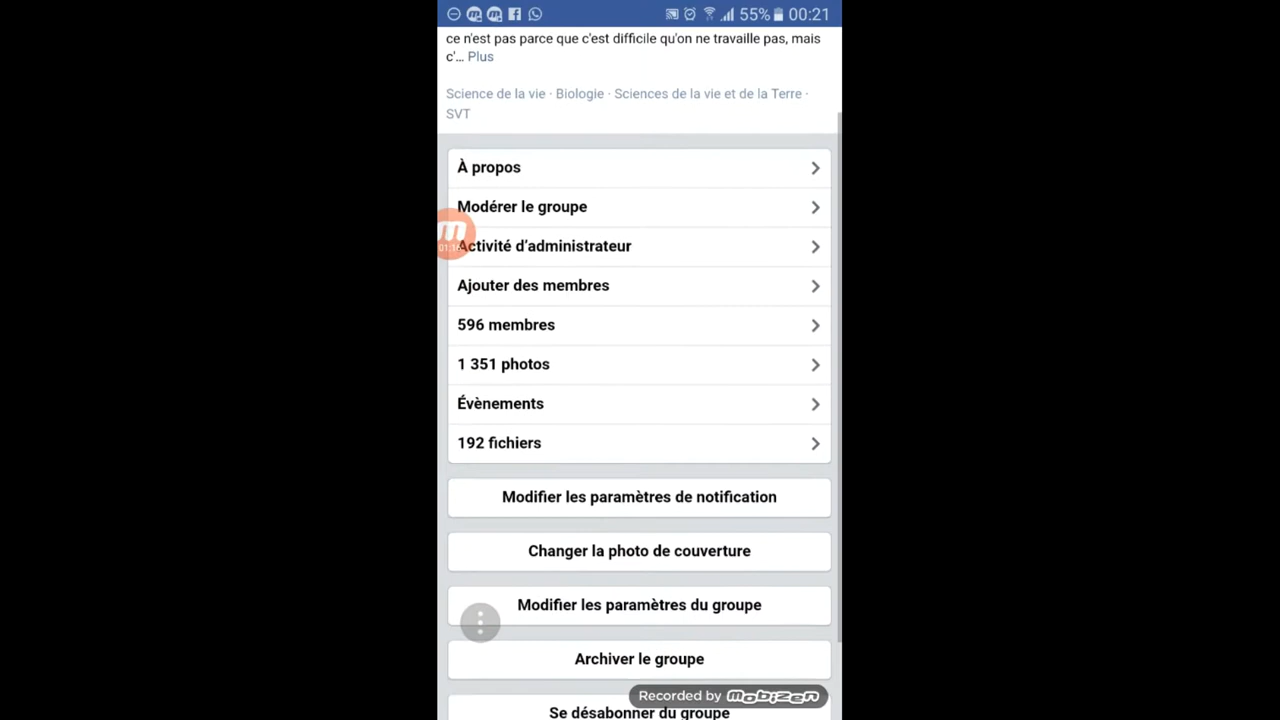 55% 00:21
ce n'est pas parce que c'est difficile qu'on ne travaille pas, mais
c'... Plus
Science de la vie · Biologie · Sciences de la vie et de la Terre ·
SVT
À propos
Modérer le groupe
01:16
Activité d'administrateur
Ajouter des membres
596 membres
1 351 photos
Évènements
192 fichiers
Modifier les paramètres de notification
Changer la photo de couverture
Modifier les paramètres du groupe
Archiver le groupe
Recorded by mobizen
Se désabonner du groupe